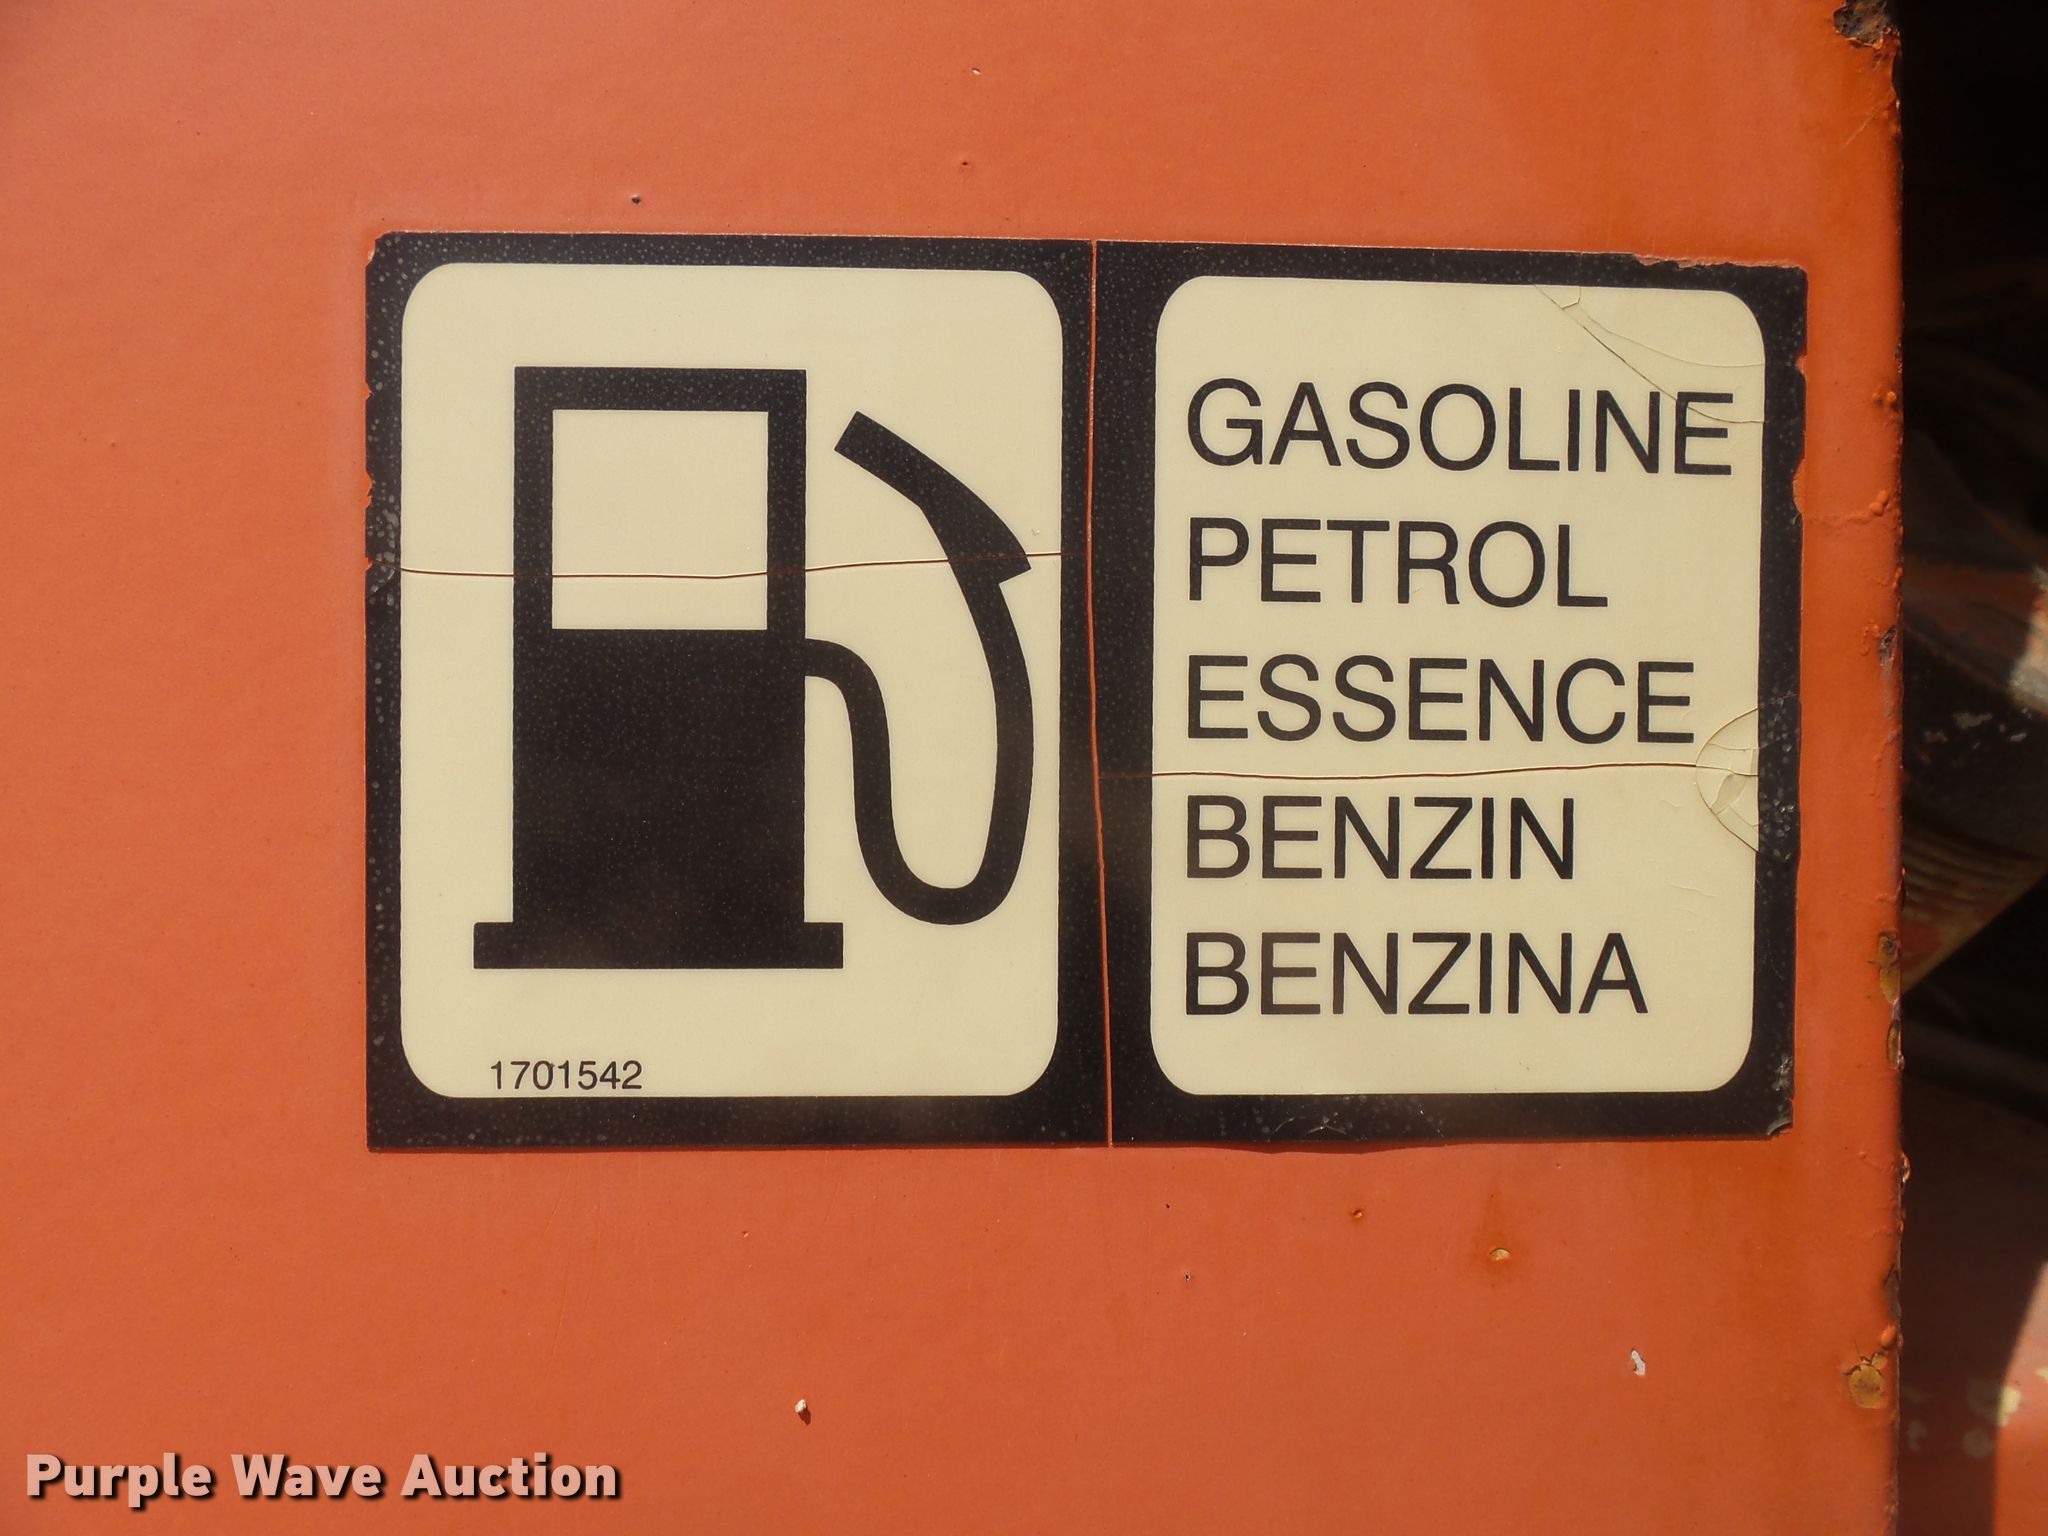 GASOLINE
PETROL
ESSENCE
BENZIN
BENZINA
1701542
Purple Wave Auction